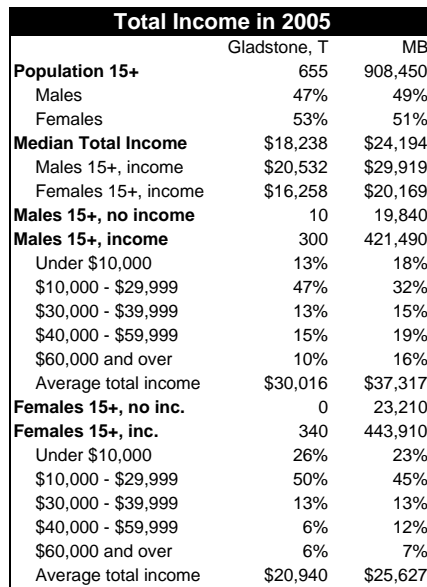 Total Income in 2005
Gladstone, T MB
Population 15+ 655 908,450
Males 47% 49%
Females 53% 51%
Median Total Income $18,238 $24,194
Males 15+, income $20,532 $29,919
Females 15+, income $16,258 $20,169
Males 15+, no income 10 19,840
Males 15+, income 300 421,490
Under $10,000 13% 18%
$10,000 - $29,999 47% 32%
$30,000 - $39,999 13% 15%
$40,000 - $59,999 15% 19%
$60,000 and over 10% 16%
Average total income $30,016 $37,317
Females 15+, no inc. 0 23,210
Females 15+, inc. 340 443,910
Under $10,000 26% 23%
$10,000 - $29,999 50% 45%
$30,000 - $39,999 13% 13%
$40,000 - $59,999 6% 12%
$60,000 and over 6% 7%
Average total income $20,940 $25,627